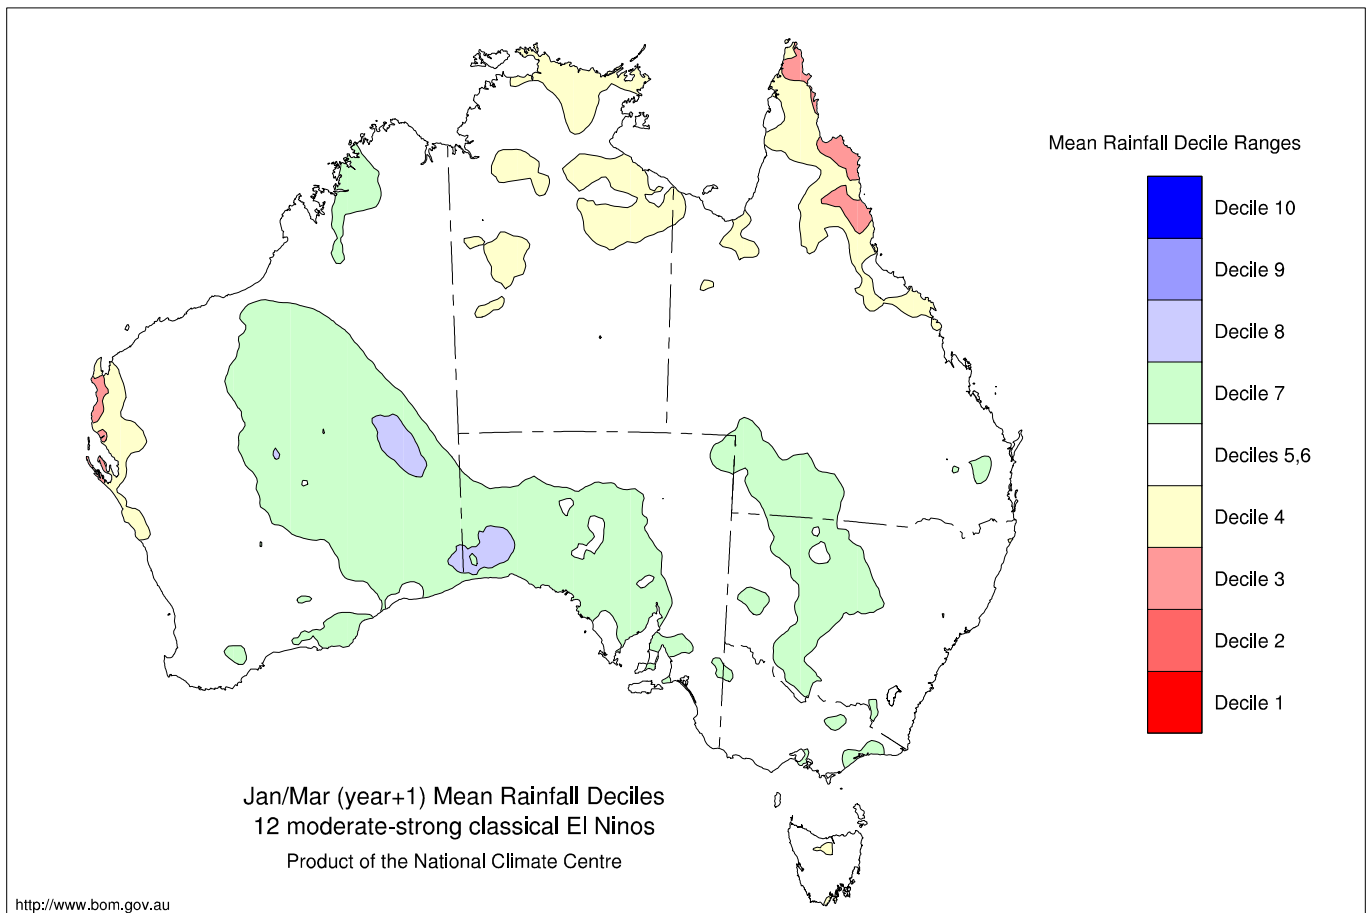 Mean Rainfall Decile Ranges
Decile 10
Decile 9
Decile 8
Decile 7
Deciles 5,6
Decile 4
Decile 3
Decile 2
Decile 1
Jan/Mar (year+1) Mean Rainfall Deciles
12 moderate-strong classical El Ninos
Product of the National Climate Centre
http://www.bom.gov.au